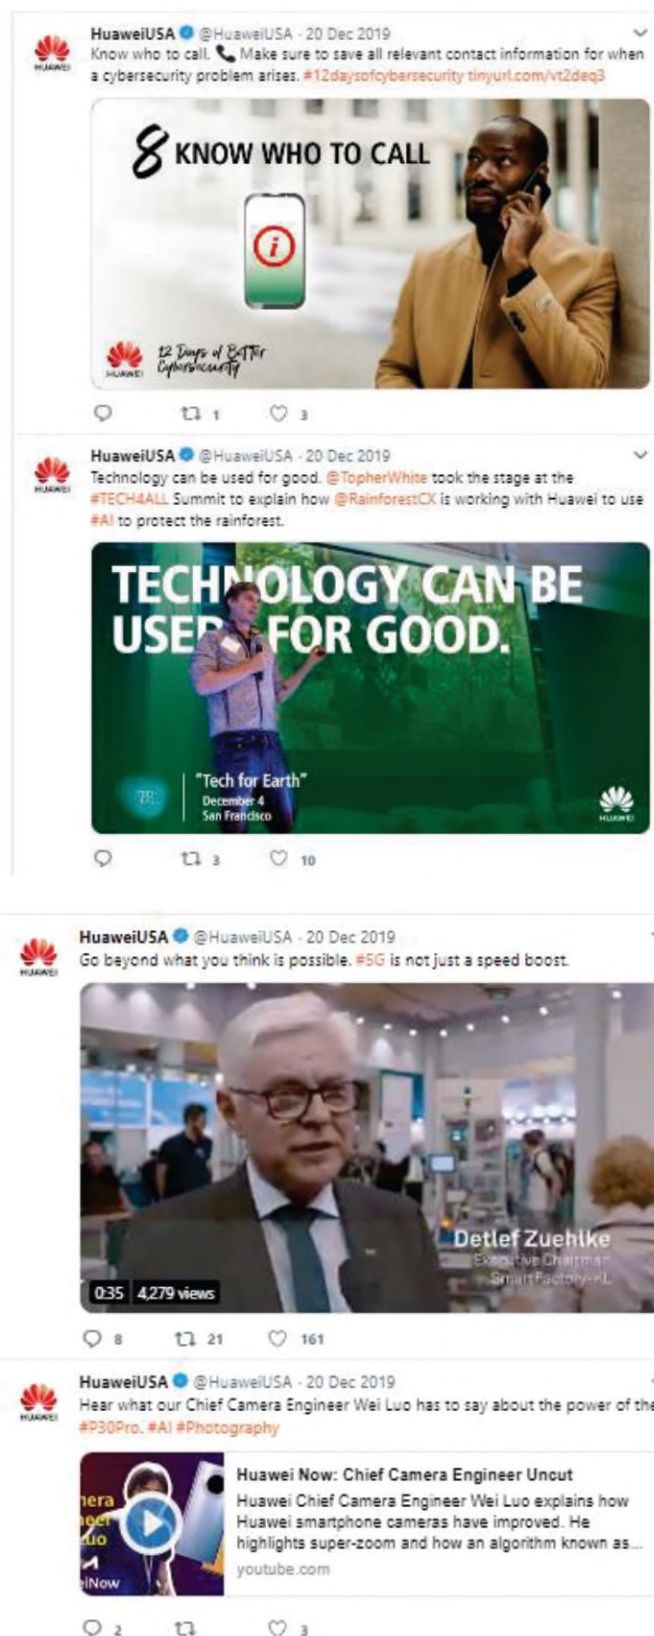 HuaweiUSA @HuaweiUSA · 20 Dec 2019
Know who to call. 📞 Make sure to save all relevant contact information for when
a cybersecurity problem arises. #12daysofcybersecurity tinyurl.com/vt2deq3
HUAWEI
8 KNOW WHO TO CALL
i
HUAWEI
12 Days of Better
Cybersecurity
1 3
HuaweiUSA @HuaweiUSA · 20 Dec 2019
Technology can be used for good. @TopherWhite took the stage at the
#TECH4ALL Summit to explain how @RainforestCX is working with Huawei to use
#AI to protect the rainforest.
HUAWEI
TECHNOLOGY CAN BE
USED FOR GOOD.
"Tech for Earth"
December 4
San Francisco
HUAWEI
3 10
HuaweiUSA @HuaweiUSA · 20 Dec 2019
Go beyond what you think is possible. #5G is not just a speed boost.
HUAWEI
Detlef Zuehlke
Executive Chairman
SmartFactory-KL
0:35 4,279 views
8 21 161
HuaweiUSA @HuaweiUSA · 20 Dec 2019
Hear what our Chief Camera Engineer Wei Luo has to say about the power of the
#P30Pro. #AI #Photography
HUAWEI
mera
neer
Luo
eiNow
Huawei Now: Chief Camera Engineer Uncut
Huawei Chief Camera Engineer Wei Luo explains how
Huawei smartphone cameras have improved. He
highlights super-zoom and how an algorithm known as...
youtube.com
2 3